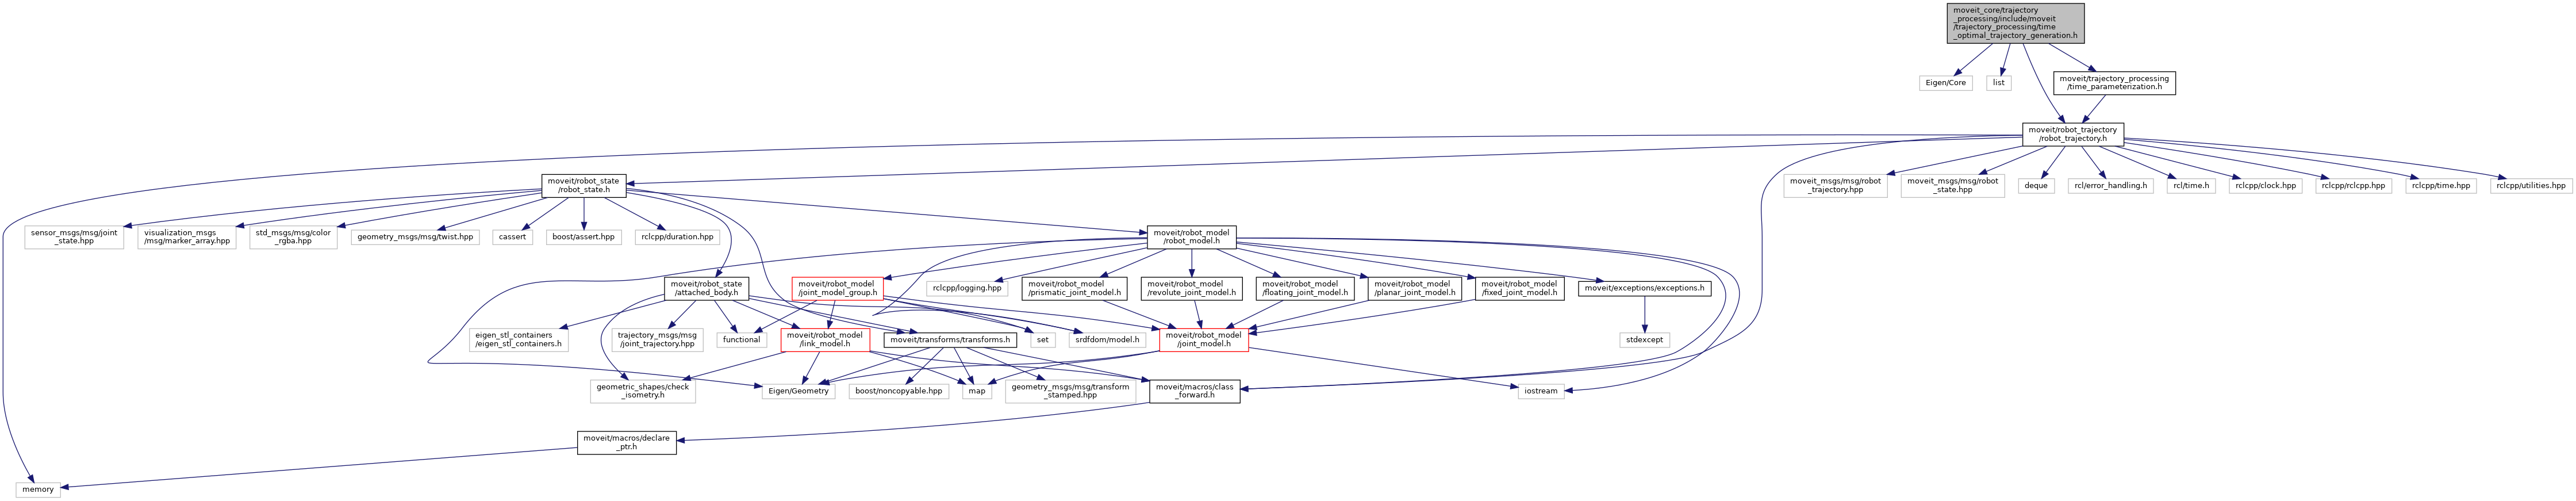 moveit_core/trajectory
_processing/include/moveit
/trajectory_processing/time
_optimal_trajectory_generation.h
Eigen/Core
list
moveit/trajectory_processing
/time_parameterization.h
moveit/robot_trajectory
/robot_trajectory.h
moveit/robot_state
/robot_state.h
moveit_msgs/msg/robot
_trajectory.hpp
moveit_msgs/msg/robot
_state.hpp
deque
rcl/error_handling.h
rcl/time.h
rclcpp/clock.hpp
rclcpp/rclcpp.hpp
rclcpp/time.hpp
rclcpp/utilities.hpp
sensor_msgs/msg/joint
_state.hpp
visualization_msgs
/msg/marker_array.hpp
std_msgs/msg/color
_rgba.hpp
geometry_msgs/msg/twist.hpp
cassert
boost/assert.hpp
rclcpp/duration.hpp
moveit/robot_model
/robot_model.h
moveit/robot_state
/attached_body.h
moveit/robot_model
/joint_model_group.h
rclcpp/logging.hpp
moveit/robot_model
/prismatic_joint_model.h
moveit/robot_model
/revolute_joint_model.h
moveit/robot_model
/floating_joint_model.h
moveit/robot_model
/planar_joint_model.h
moveit/robot_model
/fixed_joint_model.h
moveit/exceptions/exceptions.h
eigen_stl_containers
/eigen_stl_containers.h
trajectory_msgs/msg
/joint_trajectory.hpp
functional
moveit/robot_model
/link_model.h
moveit/transforms/transforms.h
set
srdfdom/model.h
moveit/robot_model
/joint_model.h
stdexcept
geometric_shapes/check
_isometry.h
Eigen/Geometry
boost/noncopyable.hpp
map
geometry_msgs/msg/transform
_stamped.hpp
moveit/macros/class
_forward.h
iostream
moveit/macros/declare
_ptr.h
memory